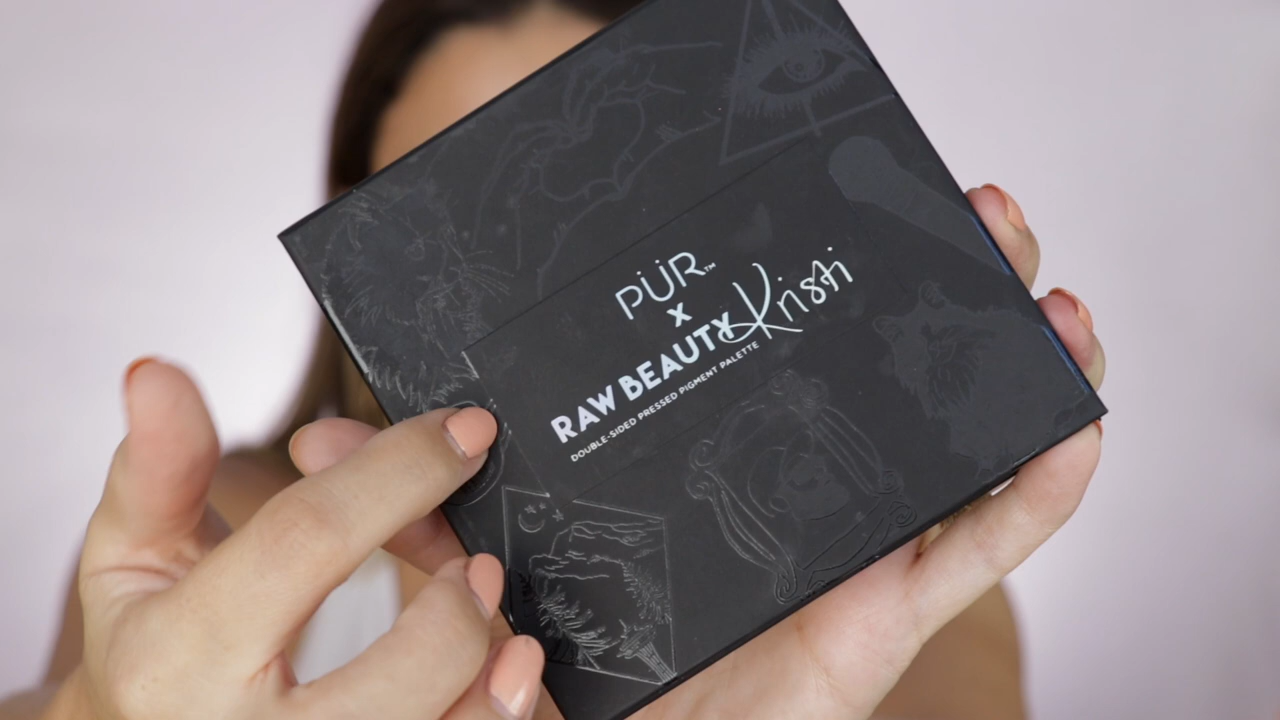 PÜR™
X
RAW BEAUTY Kristi
DOUBLE-SIDED PRESSED PIGMENT PALETTE